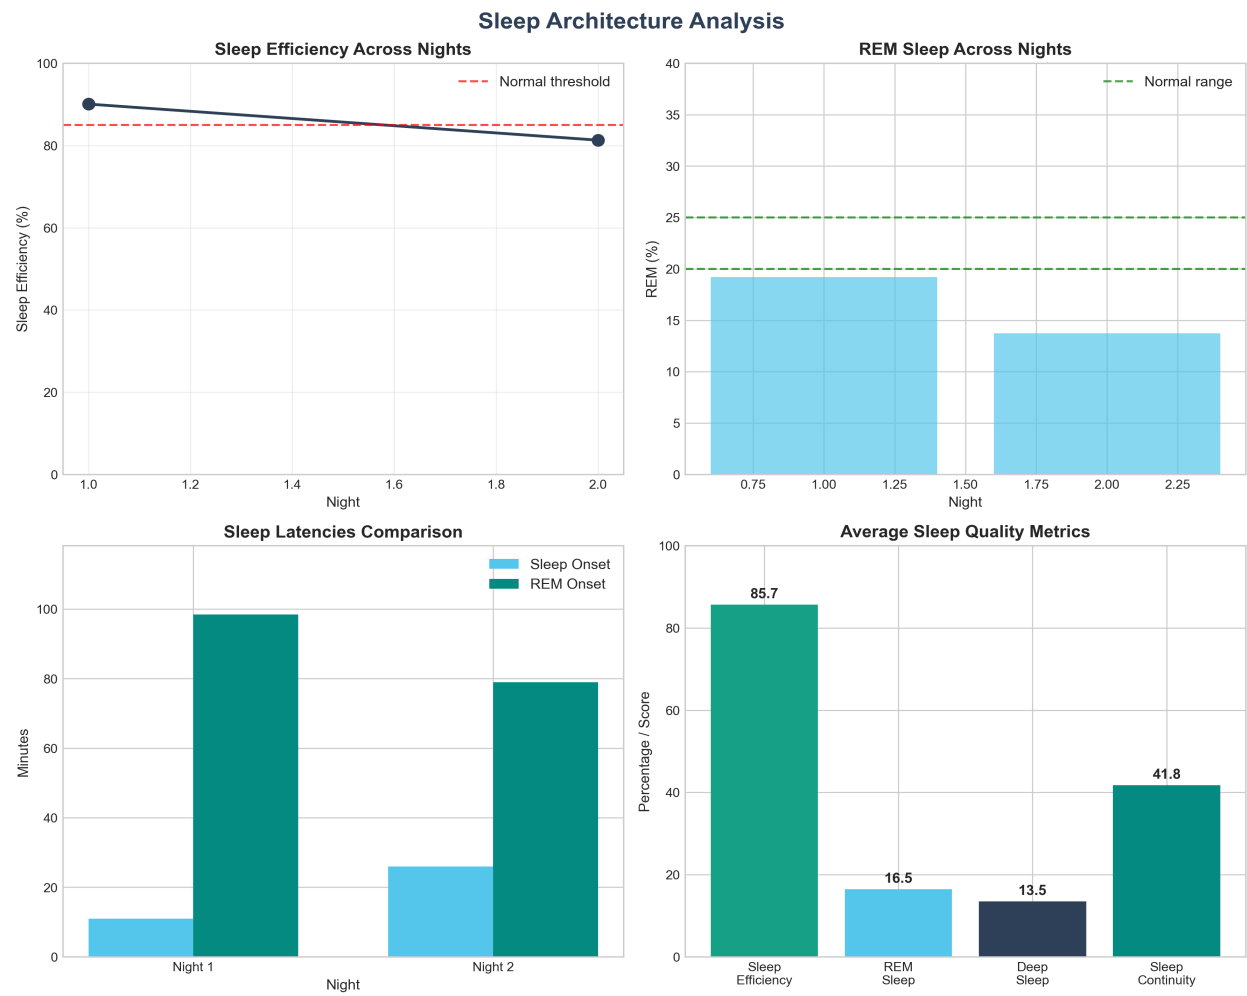 Sleep Architecture Analysis
Sleep Efficiency Across Nights
100
80
60
40
20
0
Sleep Efficiency (%)
Normal threshold
1.0 1.2 1.4 1.6 1.8 2.0
Night
REM Sleep Across Nights
40
35
30
25
20
15
10
5
0
REM (%)
Normal range
0.75 1.00 1.25 1.50 1.75 2.00 2.25
Night
Sleep Latencies Comparison
Sleep Onset
REM Onset
100
80
60
40
20
0
Minutes
Night 1 Night 2
Night
Average Sleep Quality Metrics
100
80
60
40
20
0
Percentage / Score
85.7
16.5
13.5
41.8
Sleep REM Deep Sleep
Efficiency Sleep Sleep Continuity